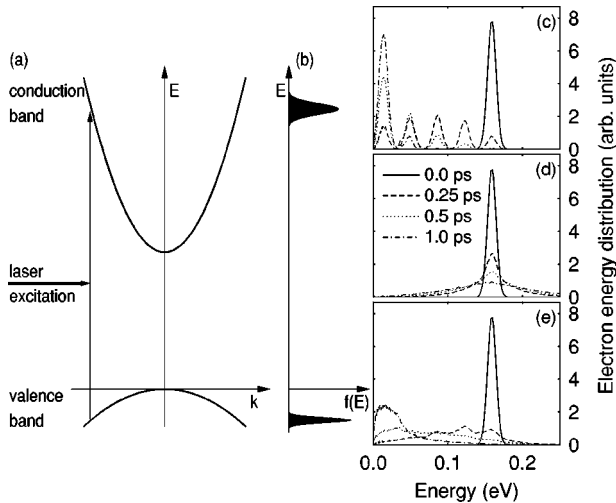 (a)
(b)
(c)
conduction
band
E
E
laser
excitation
valence
band
k
f(E)
8
6
4
2
0
(d)
0.0 ps
0.25 ps
0.5 ps
1.0 ps
8
6
4
2
0
(e)
8
6
4
2
0
0.0
0.1
0.2
Energy (eV)
Electron energy distribution (arb. units)